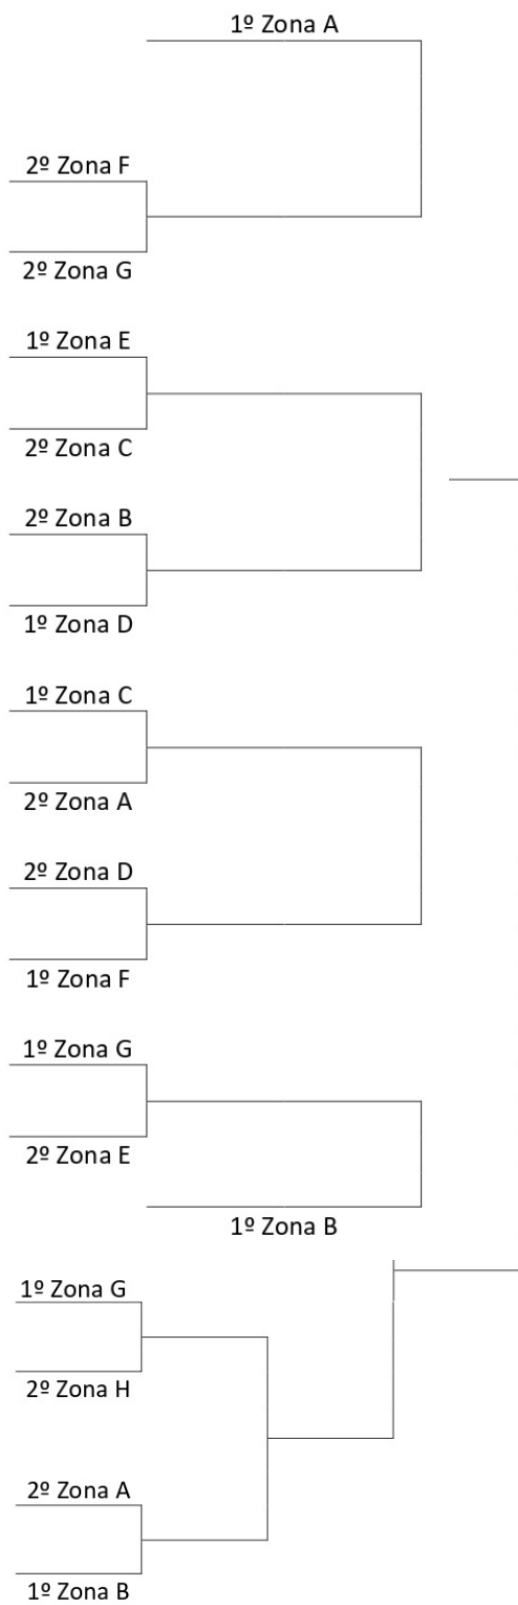 1º Zona A
2º Zona F
2º Zona G
1º Zona E
2º Zona C
2º Zona B
1º Zona D
1º Zona C
2º Zona A
2º Zona D
1º Zona F
1º Zona G
2º Zona E
1º Zona B
1º Zona G
2º Zona H
2º Zona A
1º Zona B